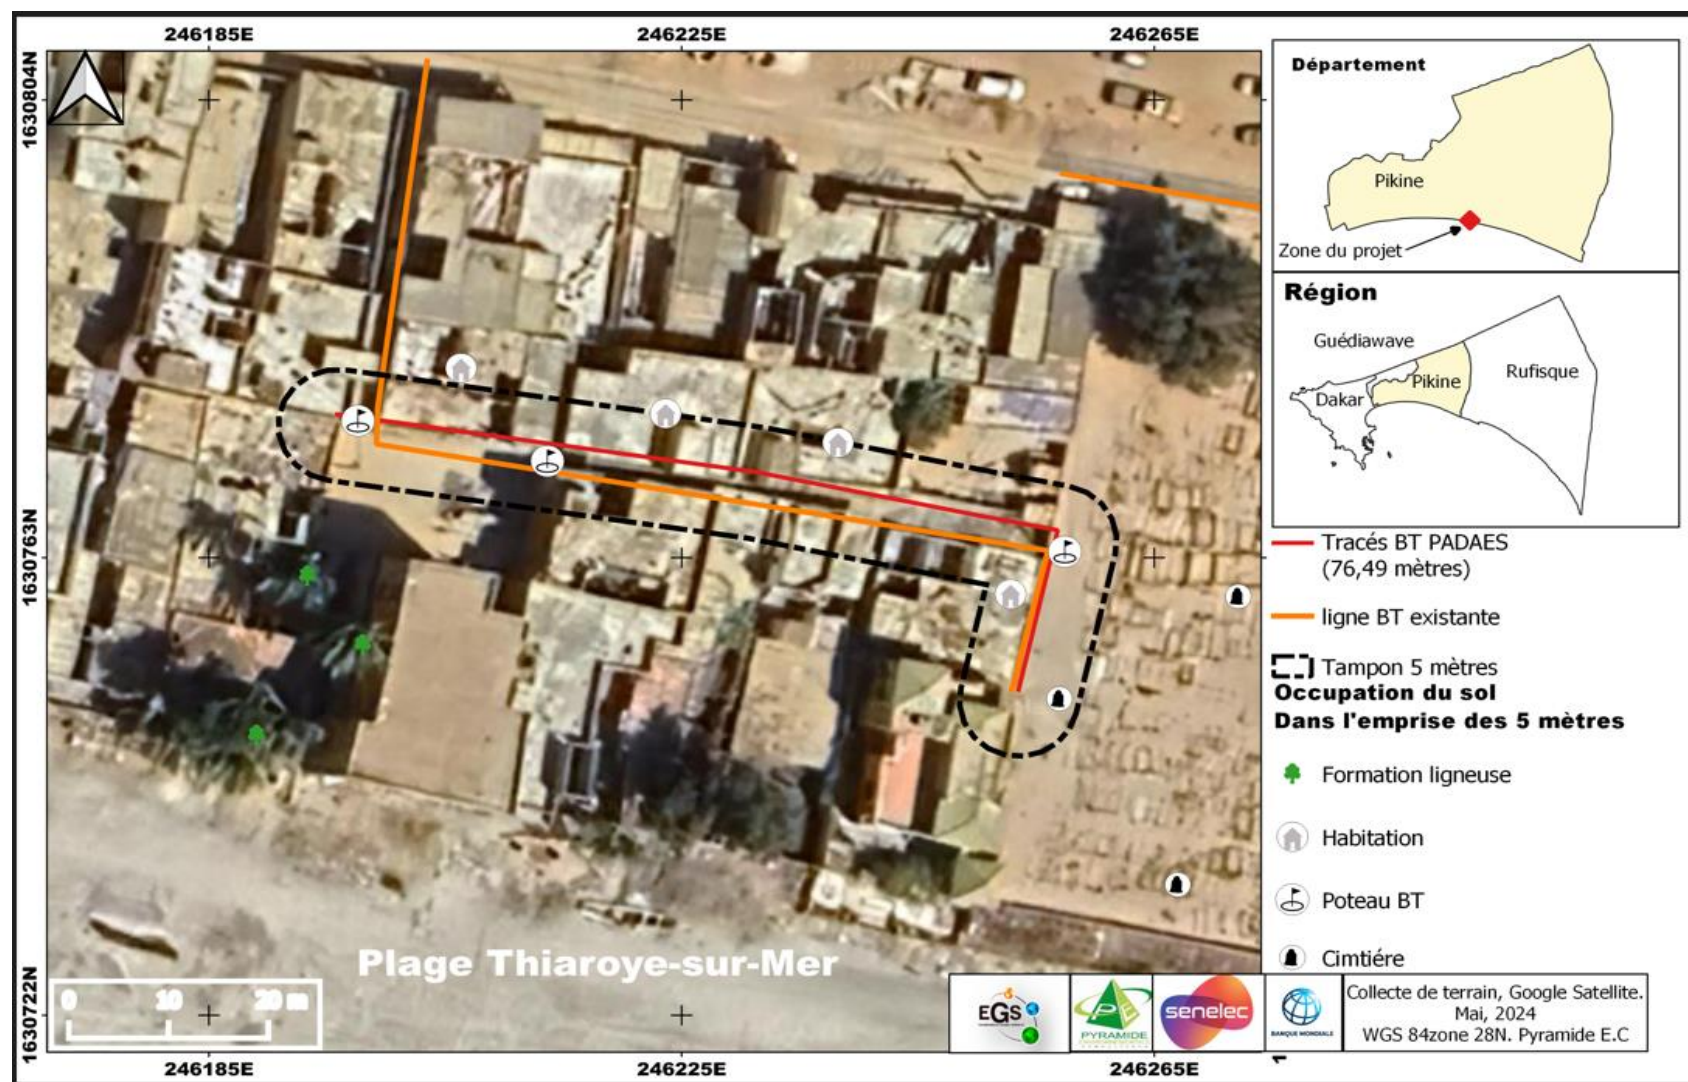 246185E
246225E
246265E
1630804N
1630763N
1630722N
Département
Pikine
Zone du projet
Région
Guédiawave
Pikine
Rufisque
Dakar
Tracés BT PADAES
(76,49 mètres)
ligne BT existante
Tampon 5 mètres
Occupation du sol
Dans l'emprise des 5 mètres
Formation ligneuse
Habitation
Poteau BT
Cimtiére
Plage Thiaroye-sur-Mer
0 10 20 m
EGS
PYRAMIDE
senelec
BANQUE MONDIALE
Collecte de terrain, Google Satellite.
Mai, 2024
WGS 84zone 28N. Pyramide E.C
246185E
246225E
246265E
1